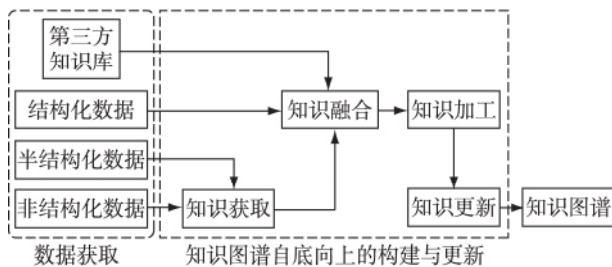 第三方
知识库
结构化数据
知识融合
知识加工
半结构化数据
非结构化数据
知识获取
知识更新
知识图谱
数据获取
知识图谱自底向上的构建与更新